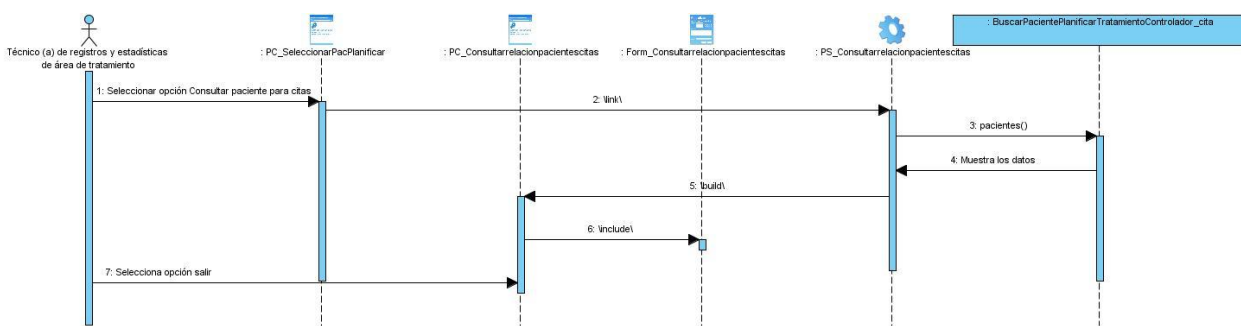 Técnico (a) de registros y estadísticas
de área de tratamiento
: PC_SeleccionarPacPlanificar
: PC_Consultarrelacionpacientescitas
: Form_Consultarrelacionpacientescitas
: PS_Consultarrelacionpacientescitas
: BuscarPacientePlanificarTratamientoControlador_cita
1: Seleccionar opción Consultar paciente para citas
2: \link\
3: pacientes()
4: Muestra los datos
5: \build\
6: \include\
7: Selecciona opción salir